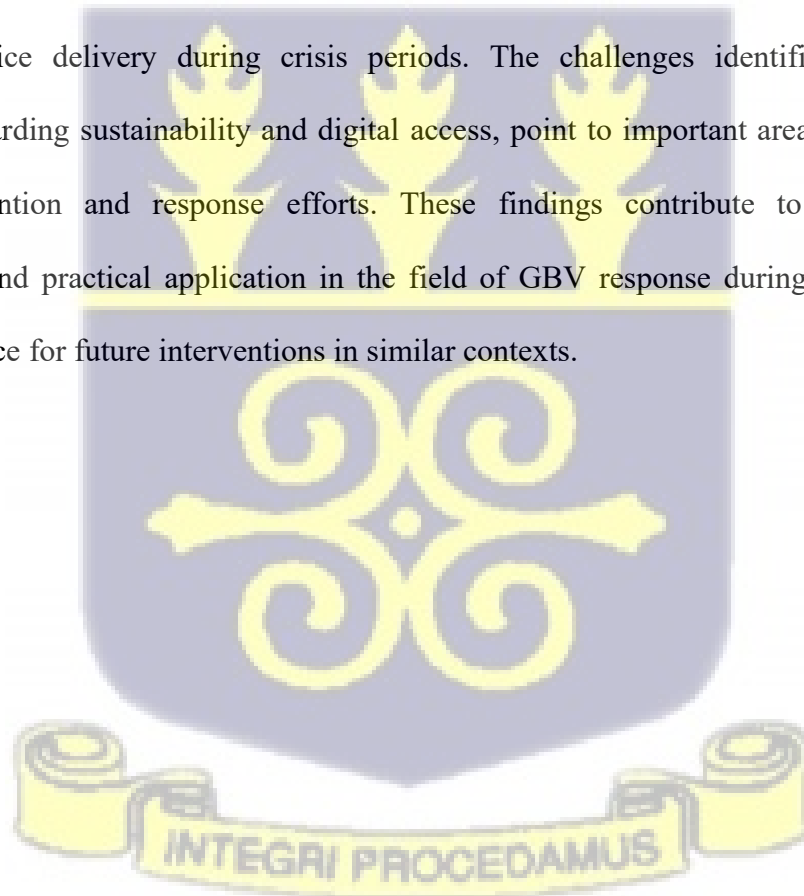 ice delivery during crisis periods. The challenges identifi
arding sustainability and digital access, point to important area
ntion and response efforts. These findings contribute to
nd practical application in the field of GBV response during
ce for future interventions in similar contexts.
INTEGRI PROCEDAMUS